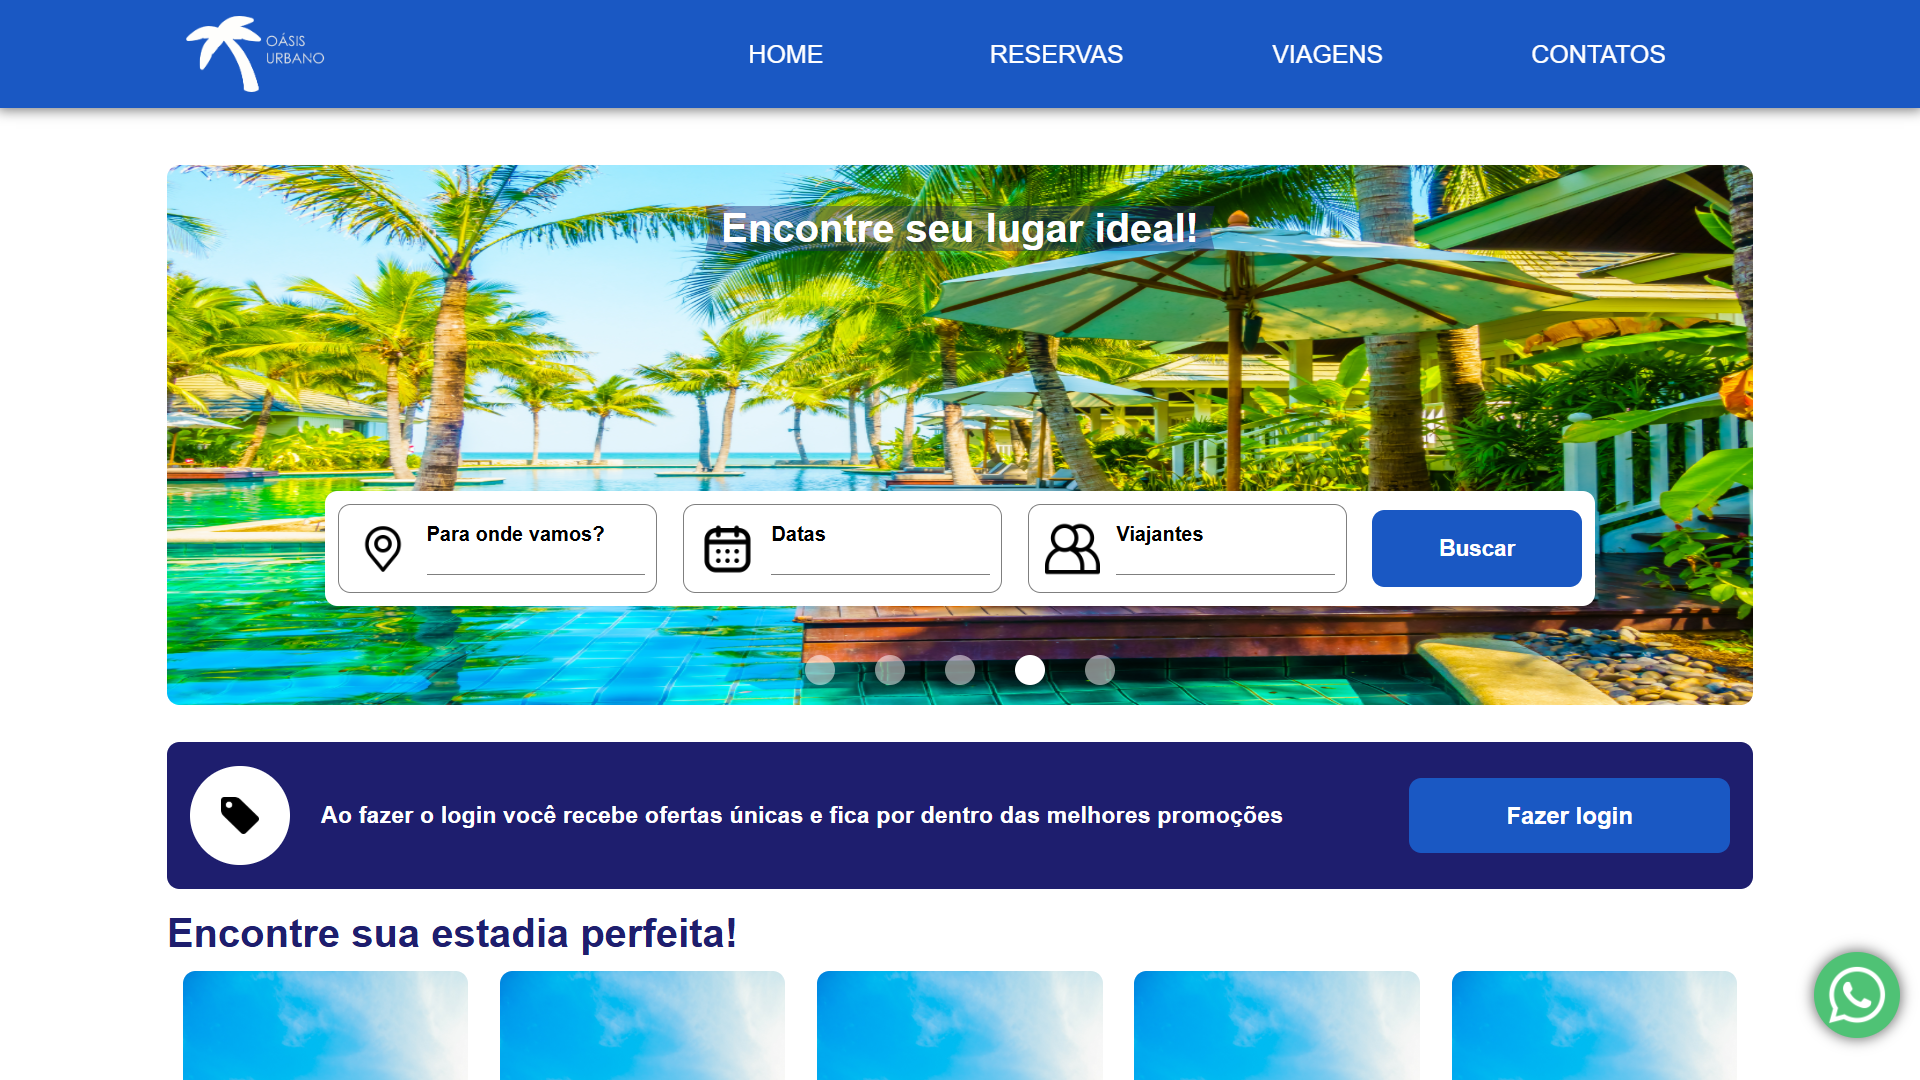 OÁSIS
URBANO
HOME
RESERVAS
VIAGENS
CONTATOS
Encontre seu lugar ideal!
Para onde vamos?
Datas
Viajantes
Buscar
Ao fazer o login você recebe ofertas únicas e fica por dentro das melhores promoções
Fazer login
Encontre sua estadia perfeita!